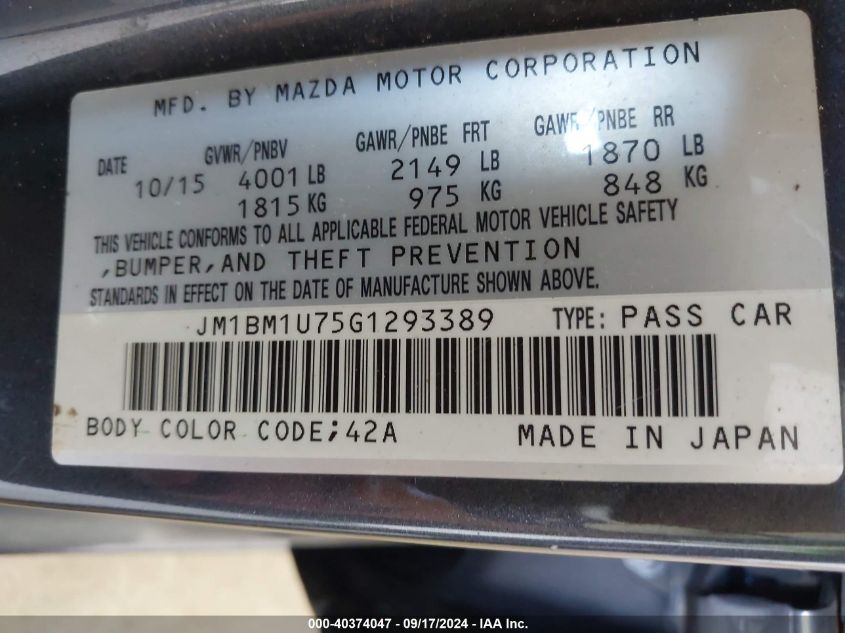 MFD. BY MAZDA MOTOR CORPORATION
DATE GVWR/PNBV GAWR/PNBE FRT GAWR/PNBE RR
10/15 4001 LB 2149 LB 1870 LB
1815 KG 975 KG 848 KG
THIS VEHICLE CONFORMS TO ALL APPLICABLE FEDERAL MOTOR VEHICLE SAFETY
,BUMPER,AND THEFT PREVENTION
STANDARDS IN EFFECT ON THE DATE OF MANUFACTURE SHOWN ABOVE.
JM1BM1U75G1293389 TYPE: PASS CAR
BODY COLOR CODE;42A MADE IN JAPAN
000-40374047 - 09/17/2024 - IAA Inc.